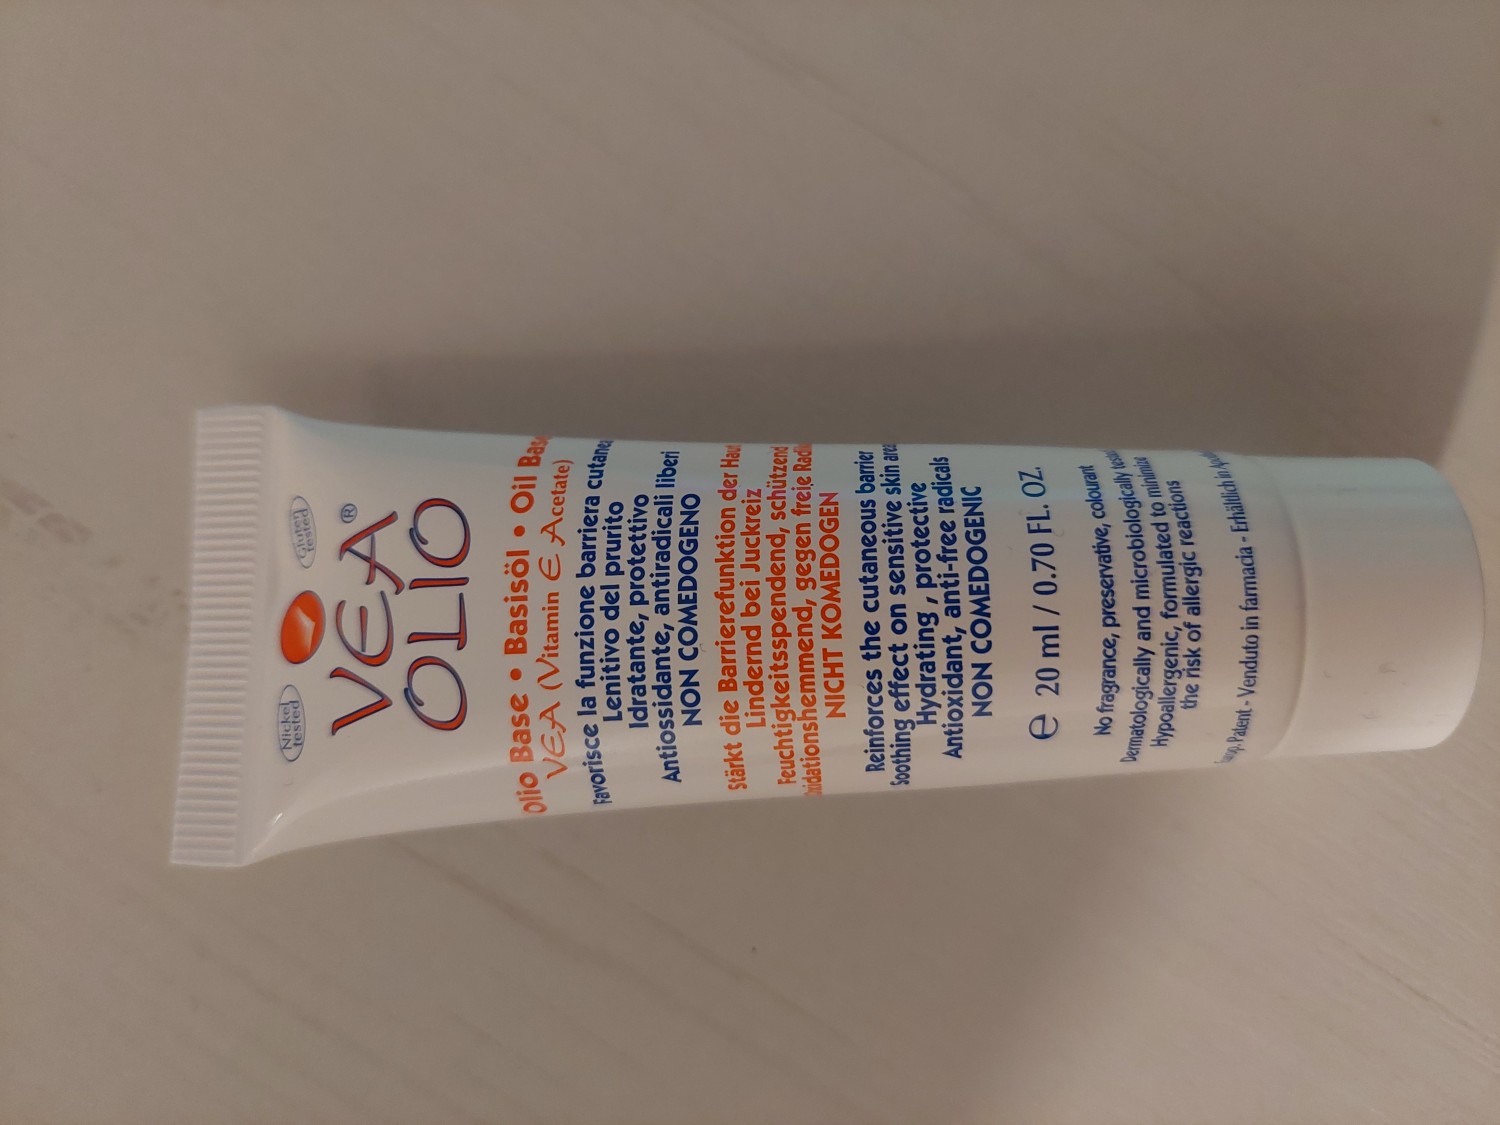 Nickel tested
Gluten tested
VEA®
OLIO
Olio Base • Basisöl • Oil Base
VEA (Vitamin E Acetate)
Favorisce la funzione barriera cutanea
Lenitivo del prurito
Idratante, protettivo
Antiossidante, antiradicali liberi
NON COMEDOGENO
Stärkt die Barrierefunktion der Haut
Lindernd bei Juckreiz
Feuchtigkeitsspendend, schützend
Oxidationshemmend, gegen freie
NICHT KOMEDOGEN
Reinforces the cutaneous barrier
Soothing effect on sensitive skin
Hydrating , protective
Antioxidant, anti-free radicals
NON COMEDOGENIC
e 20 ml / 0.70 FL. OZ.
No fragrance, preservative, colourant
Dermatologically and microbiologically
Hypoallergenic, formulated to minimize
the risk of allergic reactions
Patent - Venduto in farmacia - Erhältlich in